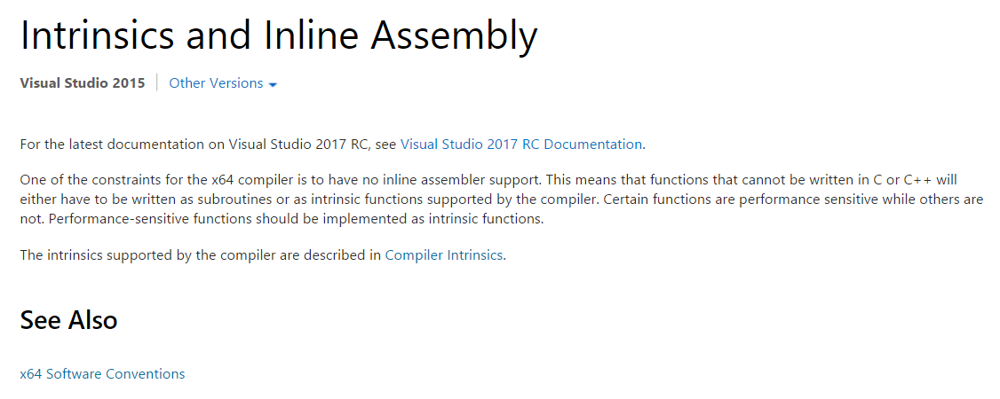 Intrinsics and Inline Assembly
Visual Studio 2015 | Other Versions
For the latest documentation on Visual Studio 2017 RC, see Visual Studio 2017 RC Documentation.
One of the constraints for the x64 compiler is to have no inline assembler support. This means that functions that cannot be written in C or C++ will
either have to be written as subroutines or as intrinsic functions supported by the compiler. Certain functions are performance sensitive while others are
not. Performance-sensitive functions should be implemented as intrinsic functions.
The intrinsics supported by the compiler are described in Compiler Intrinsics.
See Also
x64 Software Conventions